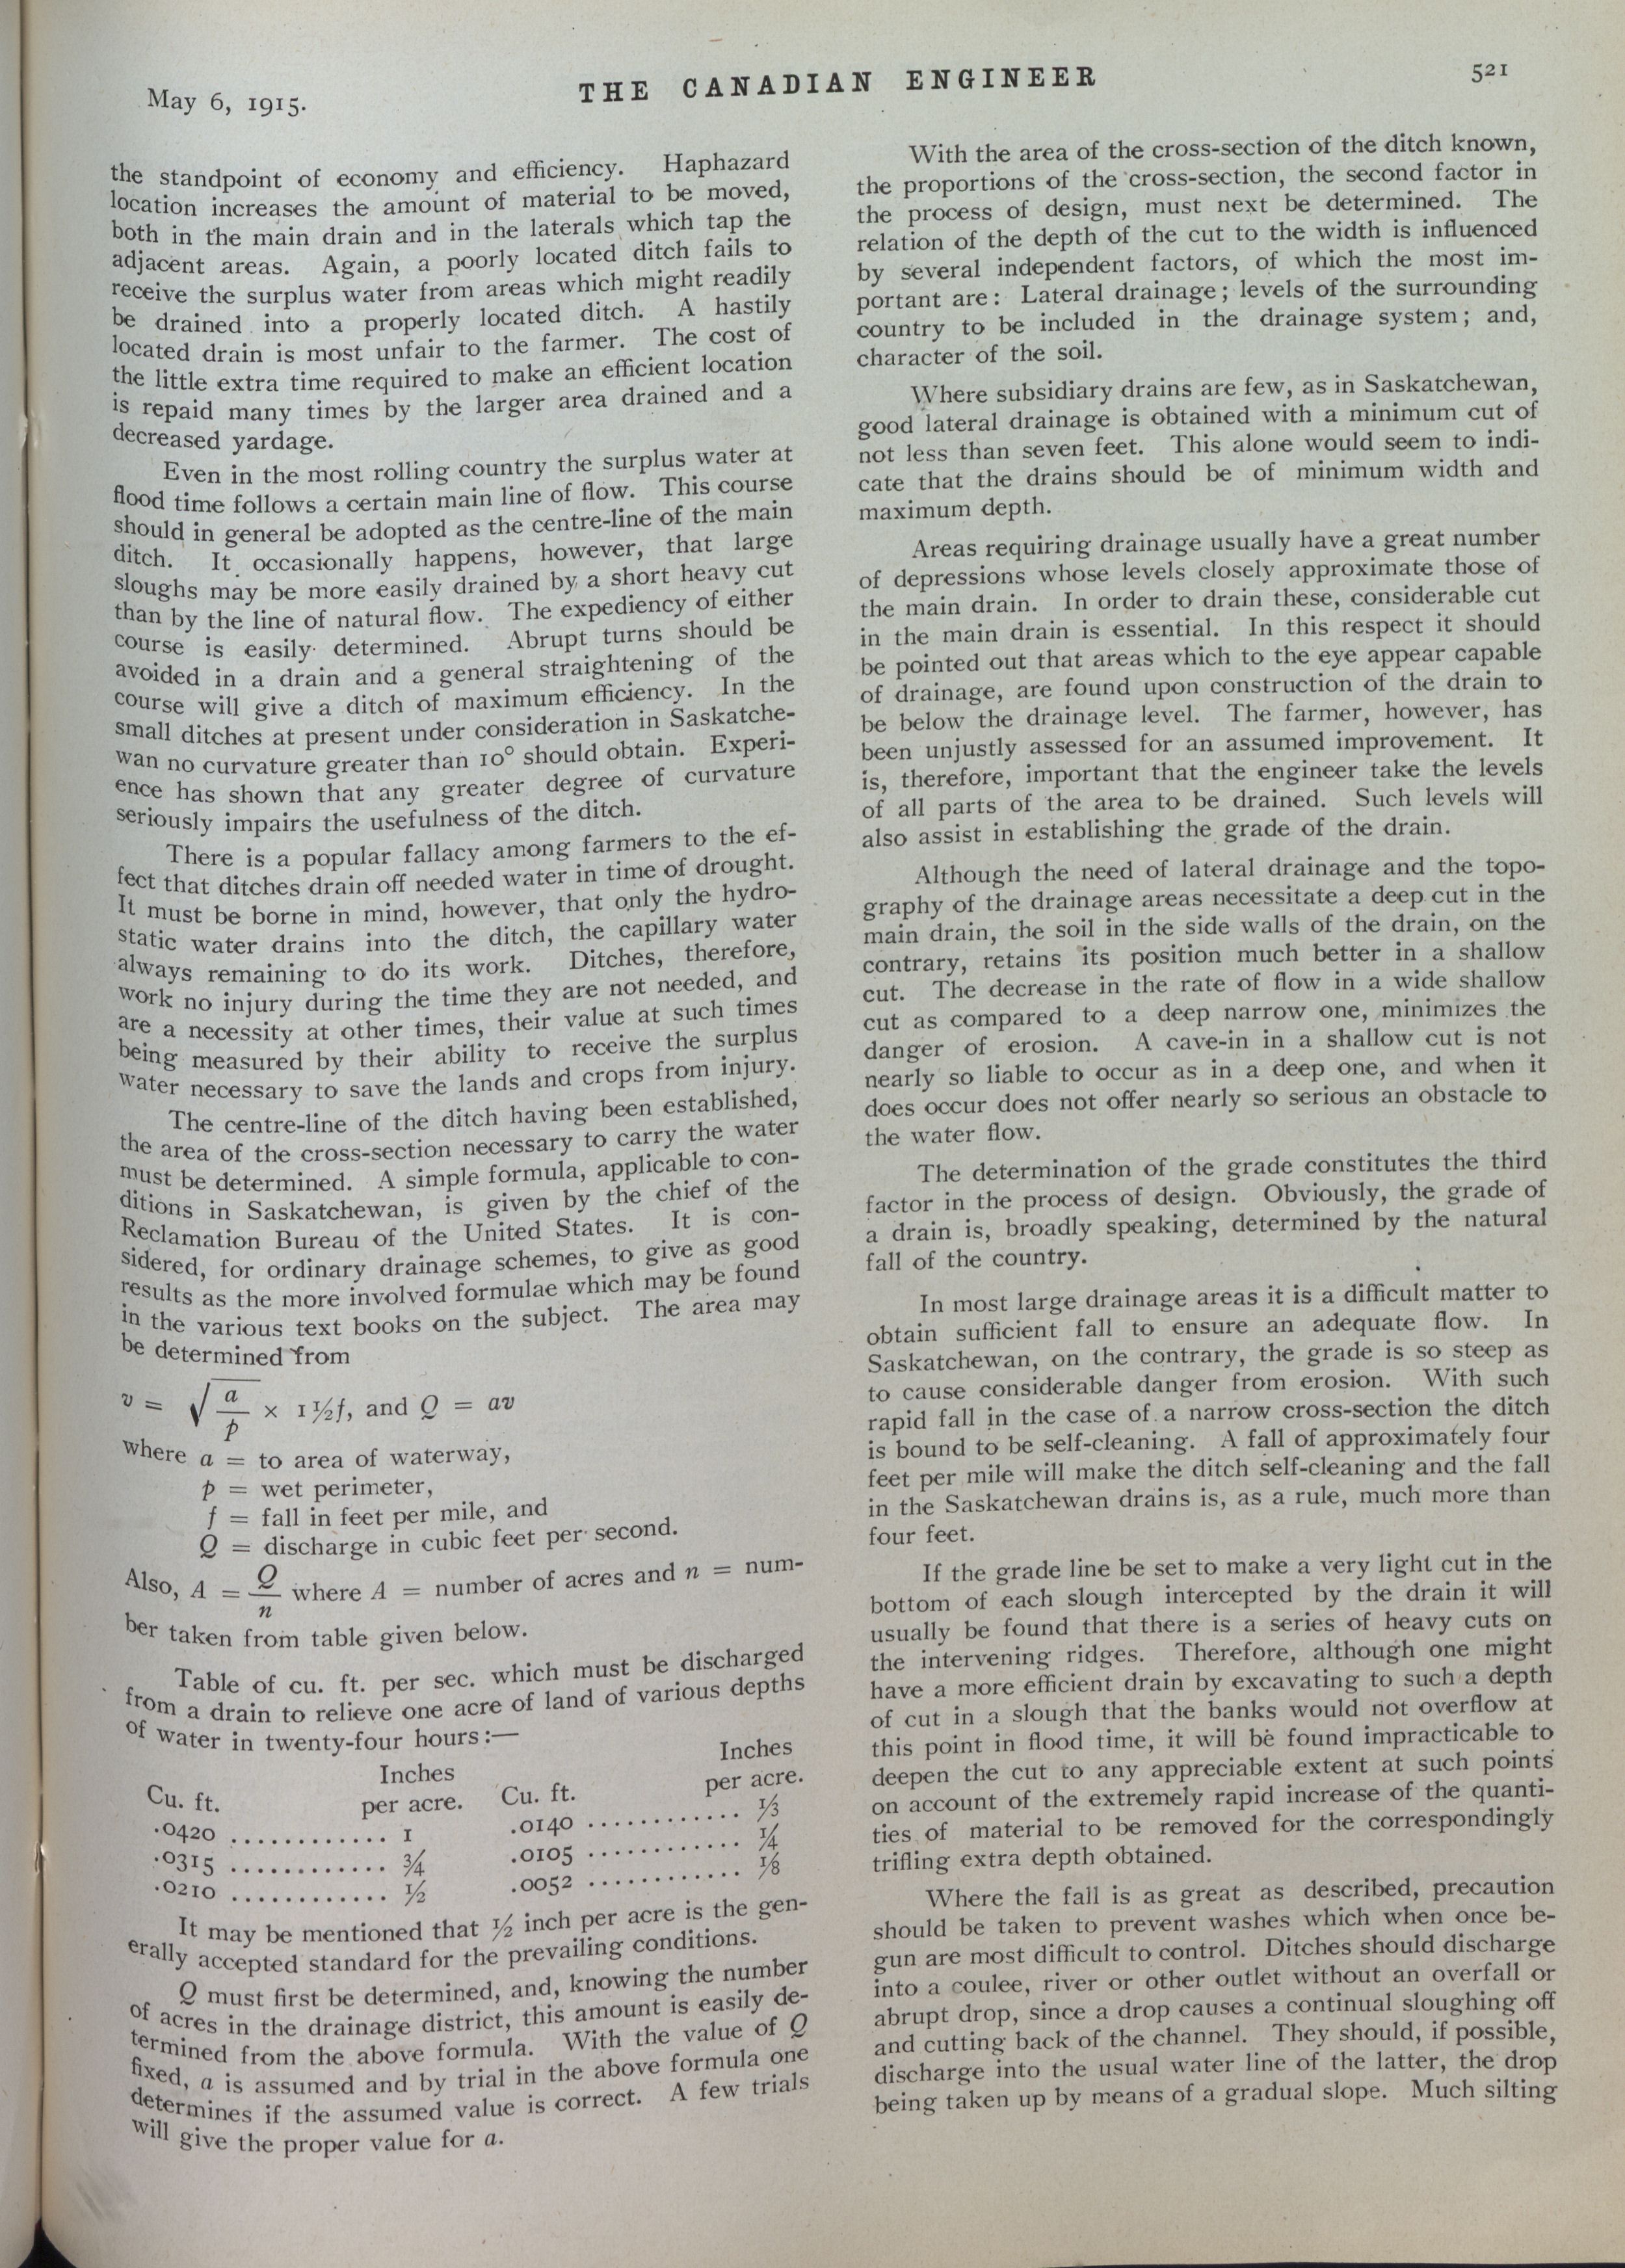 May 6, 1915.
THE CANADIAN ENGINEER
521
the standpoint of economy and efficiency. Haphazard
location increases the amount of material to be moved,
both in the main drain and in the laterals which tap the
adjacent areas. Again, a poorly located ditch fails to
receive the surplus water from areas which might readily
be drained into a properly located ditch. A hastily
located drain is most unfair to the farmer. The cost of
the little extra time required to make an efficient location
is repaid many times by the larger area drained and a
decreased yardage.
Even in the most rolling country the surplus water at
flood time follows a certain main line of flow. This course
should in general be adopted as the centre-line of the main
ditch. It occasionally happens, however, that large
sloughs may be more easily drained by a short heavy cut
than by the line of natural flow. The expediency of either
course is easily determined. Abrupt turns should be
avoided in a drain and a general straightening of the
course will give a ditch of maximum efficiency. In the
small ditches at present under consideration in Saskatche-
wan no curvature greater than 10° should obtain. Experi-
ence has shown that any greater degree of curvature
seriously impairs the usefulness of the ditch.
There is a popular fallacy among farmers to the ef-
fect that ditches drain off needed water in time of drought.
It must be borne in mind, however, that only the hydro-
static water drains into the ditch, the capillary water
always remaining to do its work. Ditches, therefore,
work no injury during the time they are not needed, and
are a necessity at other times, their value at such times
being measured by their ability to receive the surplus
water necessary to save the lands and crops from injury.
The centre-line of the ditch having been established,
the area of the cross-section necessary to carry the water
must be determined. A simple formula, applicable to con-
ditions in Saskatchewan, is given by the chief of the
Reclamation Bureau of the United States. It is con-
sidered, for ordinary drainage schemes, to give as good
results as the more involved formulae which may be found
in the various text books on the subject. The area may
be determined from
v = √a/p × 1½f, and Q = av
where a = to area of waterway,
p = wet perimeter,
f = fall in feet per mile, and
Q = discharge in cubic feet per second.
Also, A = Q/n where A = number of acres and n = num-
ber taken from table given below.
Table of cu. ft. per sec. which must be discharged
from a drain to relieve one acre of land of various depths
of water in twenty-four hours:—
Cu. ft. Inches per acre. Cu. ft. Inches per acre.
.0420 ............ 1 .0140 ............ 1/3
.0315 ............ ¾ .0105 ............ ¼
.0210 ............ ½ .0052 ............ 1/8
It may be mentioned that ½ inch per acre is the gen-
erally accepted standard for the prevailing conditions.
Q must first be determined, and, knowing the number
of acres in the drainage district, this amount is easily de-
termined from the above formula. With the value of Q
fixed, a is assumed and by trial in the above formula one
determines if the assumed value is correct. A few trials
will give the proper value for a.
With the area of the cross-section of the ditch known,
the proportions of the cross-section, the second factor in
the process of design, must next be determined. The
relation of the depth of the cut to the width is influenced
by several independent factors, of which the most im-
portant are: Lateral drainage; levels of the surrounding
country to be included in the drainage system; and,
character of the soil.
Where subsidiary drains are few, as in Saskatchewan,
good lateral drainage is obtained with a minimum cut of
not less than seven feet. This alone would seem to indi-
cate that the drains should be of minimum width and
maximum depth.
Areas requiring drainage usually have a great number
of depressions whose levels closely approximate those of
the main drain. In order to drain these, considerable cut
in the main drain is essential. In this respect it should
be pointed out that areas which to the eye appear capable
of drainage, are found upon construction of the drain to
be below the drainage level. The farmer, however, has
been unjustly assessed for an assumed improvement. It
is, therefore, important that the engineer take the levels
of all parts of the area to be drained. Such levels will
also assist in establishing the grade of the drain.
Although the need of lateral drainage and the topo-
graphy of the drainage areas necessitate a deep cut in the
main drain, the soil in the side walls of the drain, on the
contrary, retains its position much better in a shallow
cut. The decrease in the rate of flow in a wide shallow
cut as compared to a deep narrow one, minimizes the
danger of erosion. A cave-in in a shallow cut is not
nearly so liable to occur as in a deep one, and when it
does occur does not offer nearly so serious an obstacle to
the water flow.
The determination of the grade constitutes the third
factor in the process of design. Obviously, the grade of
a drain is, broadly speaking, determined by the natural
fall of the country.
In most large drainage areas it is a difficult matter to
obtain sufficient fall to ensure an adequate flow. In
Saskatchewan, on the contrary, the grade is so steep as
to cause considerable danger from erosion. With such
rapid fall in the case of a narrow cross-section the ditch
is bound to be self-cleaning. A fall of approximately four
feet per mile will make the ditch self-cleaning and the fall
in the Saskatchewan drains is, as a rule, much more than
four feet.
If the grade line be set to make a very light cut in the
bottom of each slough intercepted by the drain it will
usually be found that there is a series of heavy cuts on
the intervening ridges. Therefore, although one might
have a more efficient drain by excavating to such a depth
of cut in a slough that the banks would not overflow at
this point in flood time, it will be found impracticable to
deepen the cut to any appreciable extent at such points
on account of the extremely rapid increase of the quanti-
ties of material to be removed for the correspondingly
trifling extra depth obtained.
Where the fall is as great as described, precaution
should be taken to prevent washes which when once be-
gun are most difficult to control. Ditches should discharge
into a coulee, river or other outlet without an overfall or
abrupt drop, since a drop causes a continual sloughing off
and cutting back of the channel. They should, if possible,
discharge into the usual water line of the latter, the drop
being taken up by means of a gradual slope. Much silting